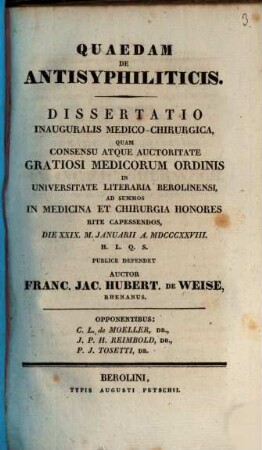 3
QUAEDAM
DE
ANTISYPHILITICIS.
DISSERTATIO
INAUGURALIS MEDICO-CHIRURGICA,
QUAM
CONSENSU ATQUE AUCTORITATE
GRATIOSI MEDICORUM ORDINIS
IN
UNIVERSITATE LITERARIA BEROLINENSI,
AD SUMMOS
IN MEDICINA ET CHIRURGIA HONORES
RITE CAPESSENDOS,
DIE XXIX. M. JANUARII A. MDCCCXXVIII.
H. L. Q. S.
PUBLICE DEFENDET
AUCTOR
FRANC. JAC. HUBERT. DE WEISE,
RHENANUS.
OPPONENTIBUS:
C. L. de MOELLER, DR.,
J. P. H. REIMBOLD, DR.,
P. J. TOSETTI, DR.
BEROLINI,
TYPIS AUGUSTI PETSCHII.